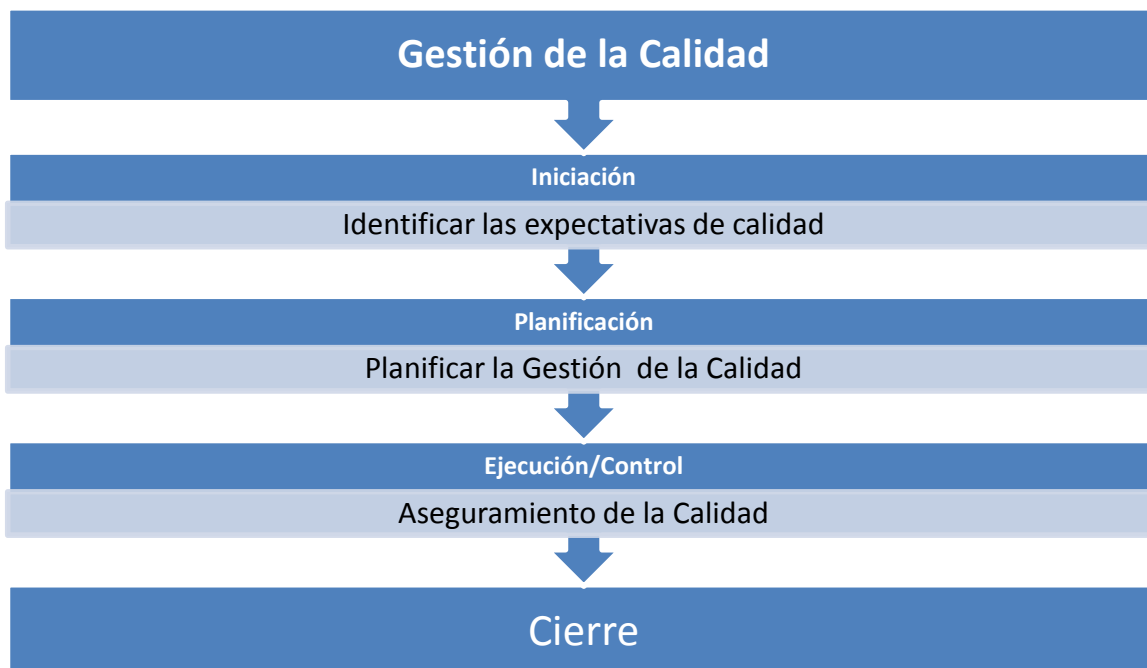 Gestión de la Calidad
Iniciación
Identificar las expectativas de calidad
Planificación
Planificar la Gestión  de la Calidad
Ejecución/Control
Aseguramiento de la Calidad
Cierre